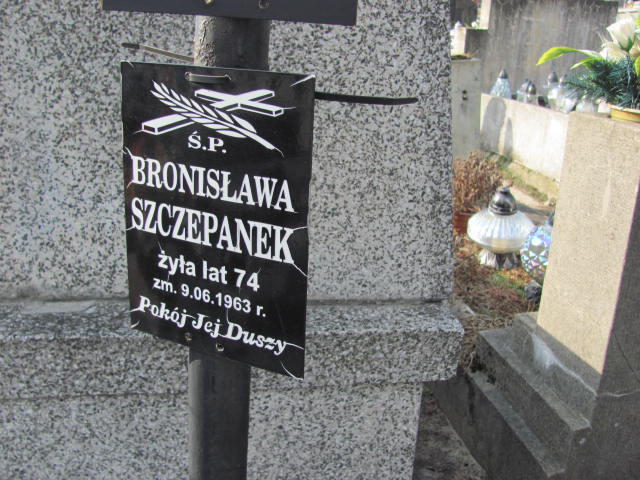 Ś.P.
BRONISŁAWA
SZCZEPANEK
żyła lat 74
zm. 9.06.1963 r.
Pokój Jej Duszy